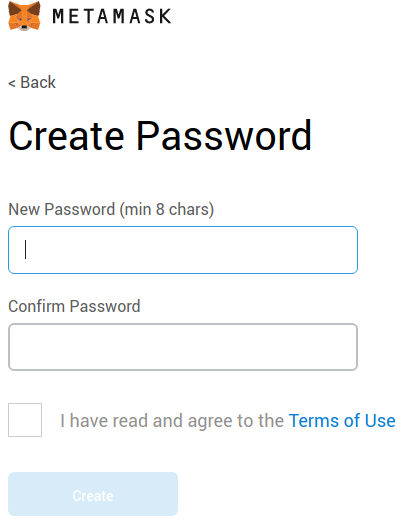 METAMASK
< Back
Create Password
New Password (min 8 chars)
Confirm Password
I have read and agree to the Terms of Use
Create